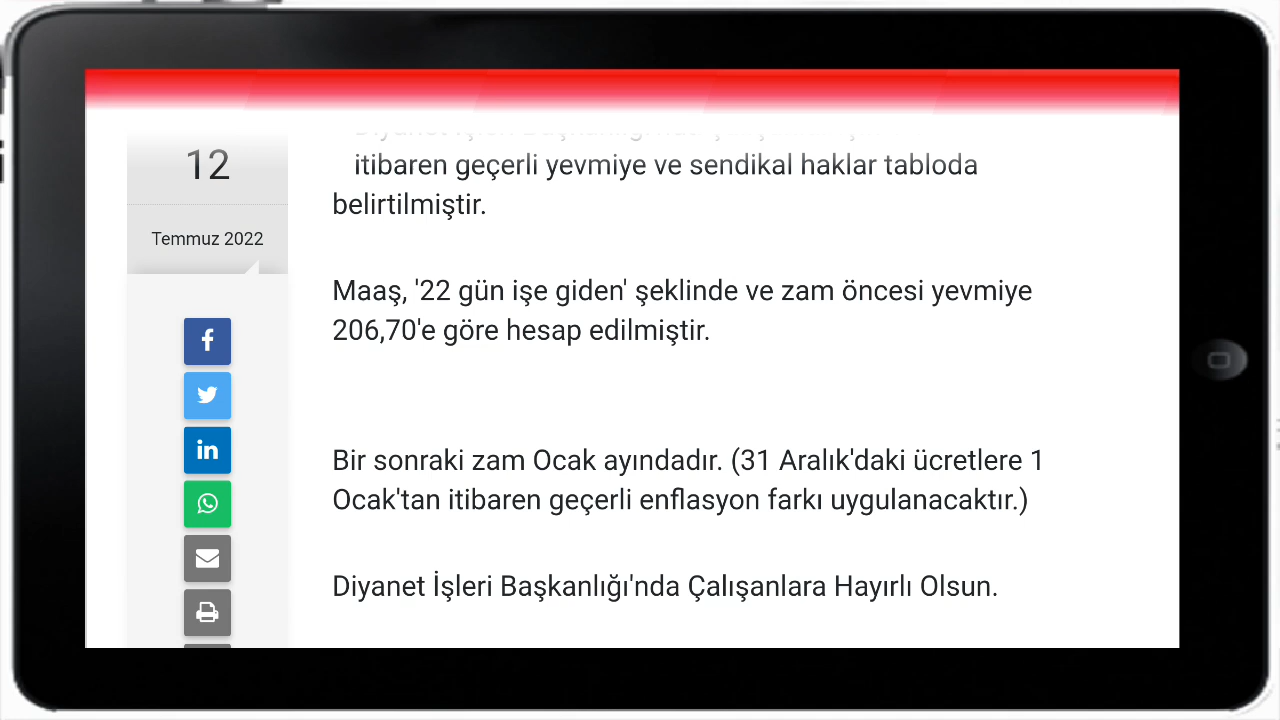 12
Temmuz 2022
itibaren geçerli yevmiye ve sendikal haklar tabloda
belirtilmiştir.
Maaş, '22 gün işe giden' şeklinde ve zam öncesi yevmiye
206,70'e göre hesap edilmiştir.
Bir sonraki zam Ocak ayındadır. (31 Aralık'daki ücretlere 1
Ocak'tan itibaren geçerli enflasyon farkı uygulanacaktır.)
Diyanet İşleri Başkanlığı'nda Çalışanlara Hayırlı Olsun.